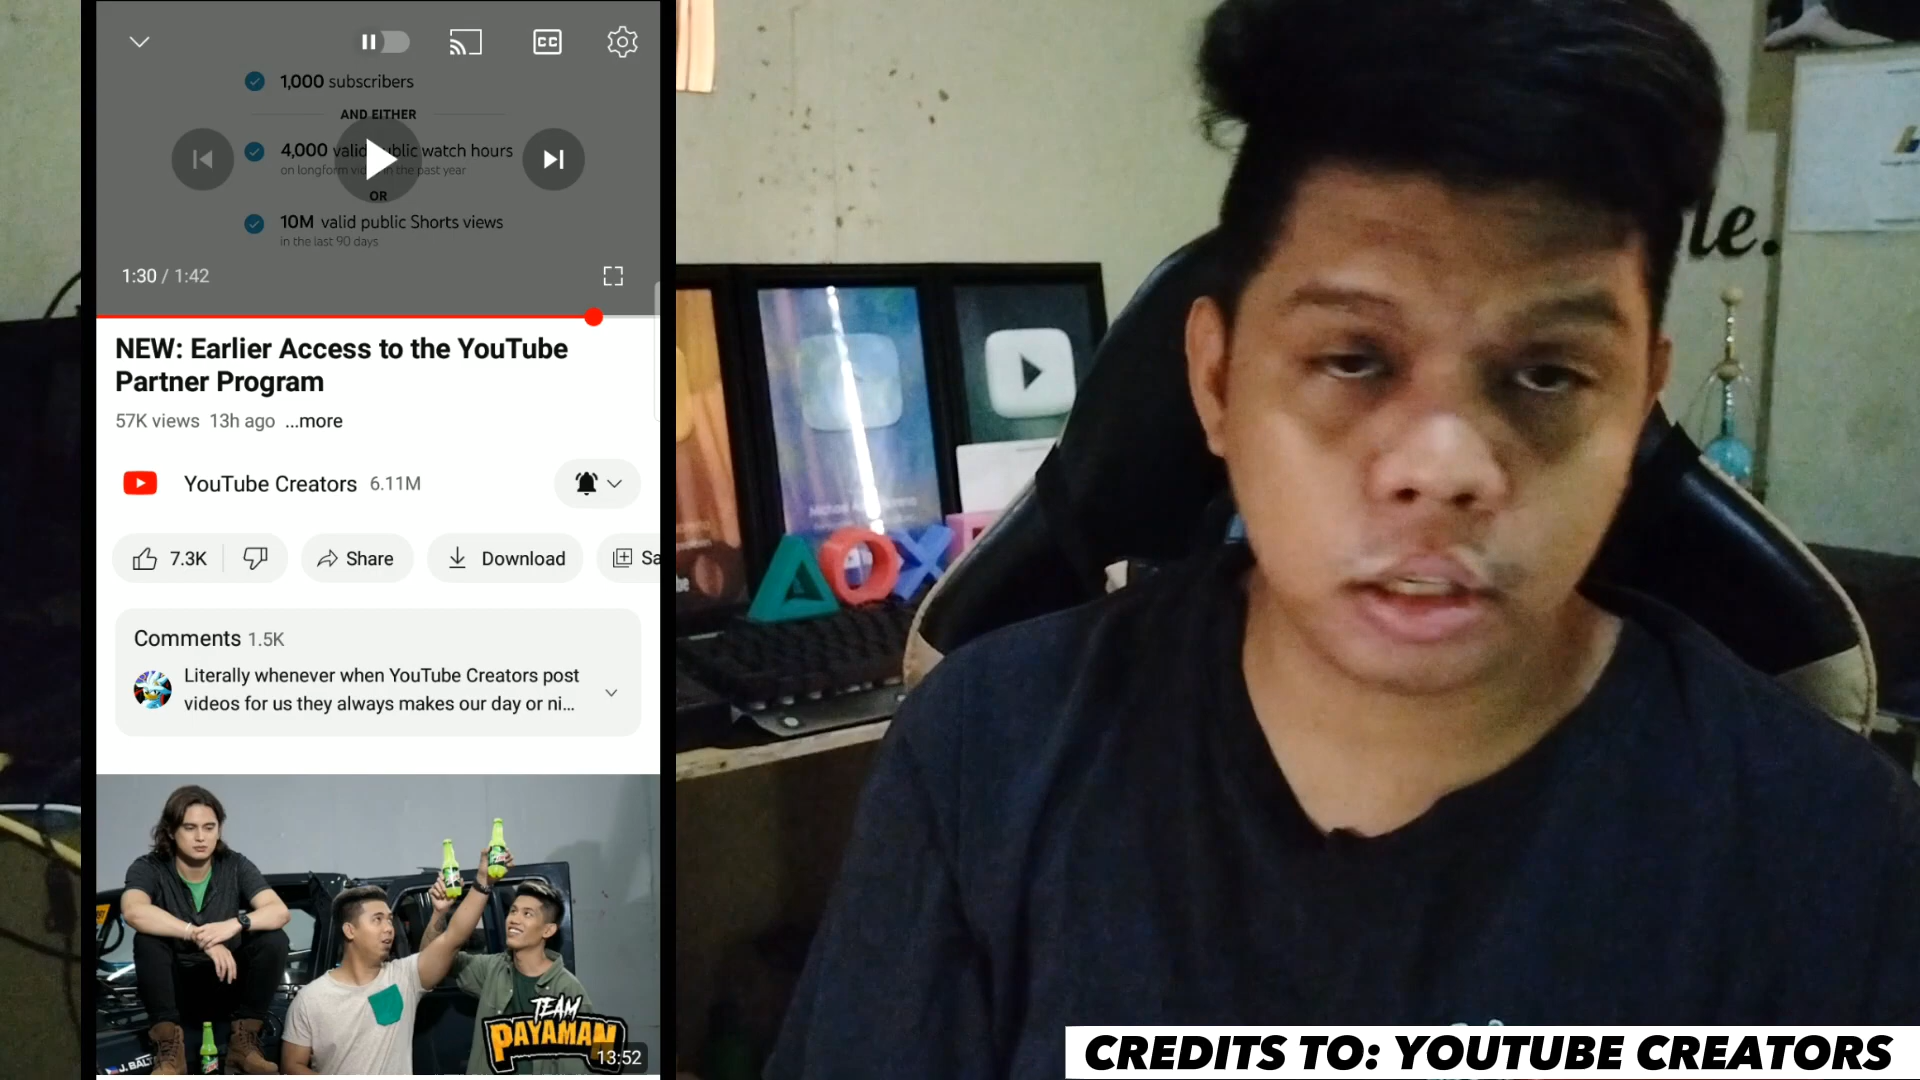 1,000 subscribers
AND EITHER
4,000 valid public watch hours
on longform videos in the past year
OR
10M valid public Shorts views
in the last 90 days
1:30 / 1:42
NEW: Earlier Access to the YouTube
Partner Program
57K views 13h ago ...more
YouTube Creators 6.11M
7.3K
Share
Download
Sa
Comments 1.5K
Literally whenever when YouTube Creators post
videos for us they always makes our day or ni...
TEAM
PAYAMAN
13:52
J. BALT
le.
CC
CREDITS TO: YOUTUBE CREATORS